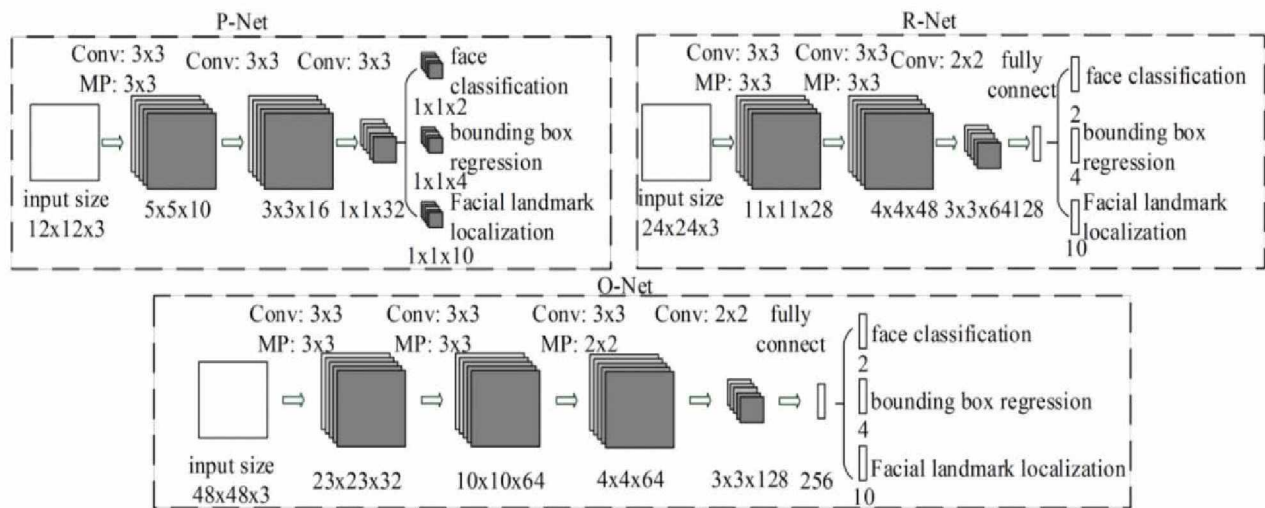 P-Net
Conv: 3x3
MP: 3x3
Conv: 3x3
Conv: 3x3
face
classification
1x1x2
bounding box
regression
1x1x4
Facial landmark
localization
1x1x10
input size
12x12x3
5x5x10
3x3x16
1x1x32
R-Net
Conv: 3x3
MP: 3x3
Conv: 3x3
MP: 3x3
Conv: 2x2
fully
connect
face classification
2
bounding box
regression
4
Facial landmark
localization
10
input size
24x24x3
11x11x28
4x4x48
3x3x64
128
O-Net
Conv: 3x3
MP: 3x3
Conv: 3x3
MP: 3x3
Conv: 3x3
MP: 2x2
Conv: 2x2
fully
connect
face classification
2
bounding box regression
4
Facial landmark localization
10
input size
48x48x3
23x23x32
10x10x64
4x4x64
3x3x128
256